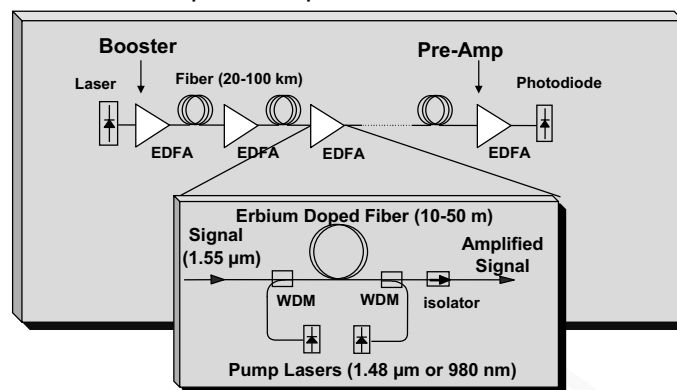 Booster
Pre-Amp
Laser
Fiber (20-100 km)
Photodiode
EDFA
EDFA
EDFA
EDFA
Erbium Doped Fiber (10-50 m)
Signal
(1.55 µm)
Amplified
Signal
WDM
WDM
isolator
Pump Lasers (1.48 µm or 980 nm)